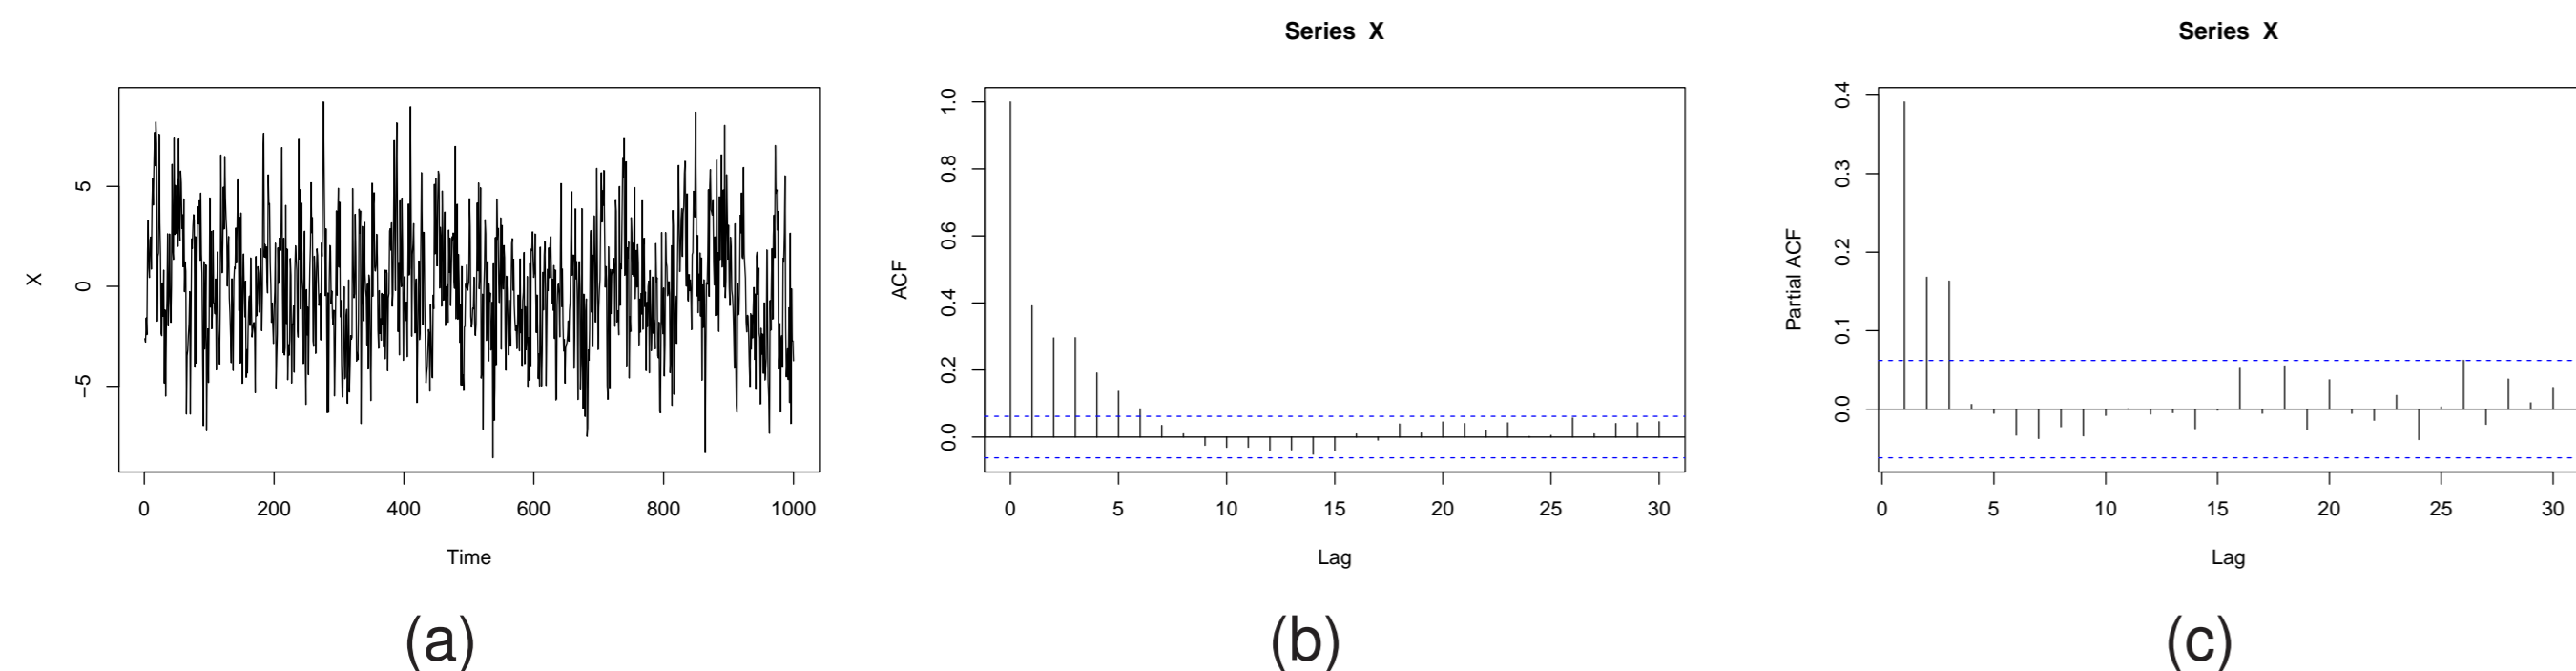 X
5
0
−5
0 200 400 600 800 1000
Time
(a)
Series X
ACF
1.0
0.8
0.6
0.4
0.2
0.0
0 5 10 15 20 25 30
Lag
(b)
Series X
Partial ACF
0.4
0.3
0.2
0.1
0.0
0 5 10 15 20 25 30
Lag
(c)